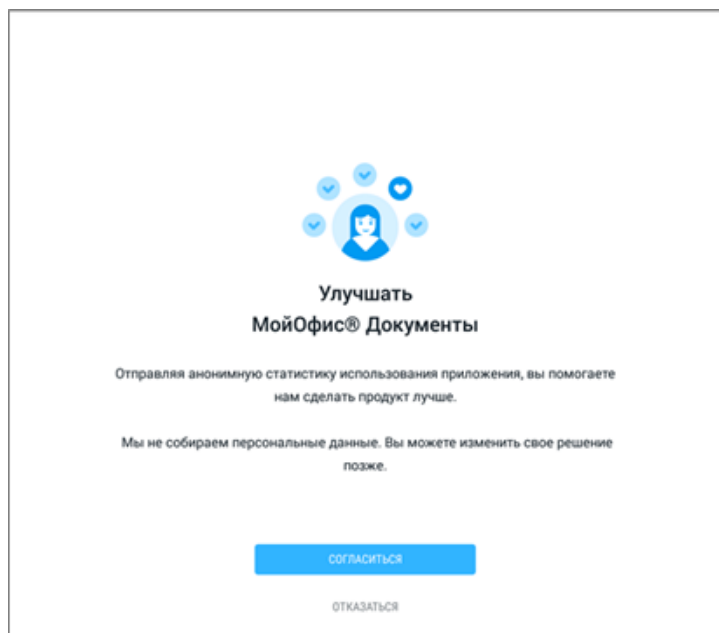 Улучшать
МойОфис® Документы
Отправляя анонимную статистику использования приложения, вы помогаете
нам сделать продукт лучше.
Мы не собираем персональные данные. Вы можете изменить свое решение
позже.
СОГЛАСИТЬСЯ
ОТКАЗАТЬСЯ